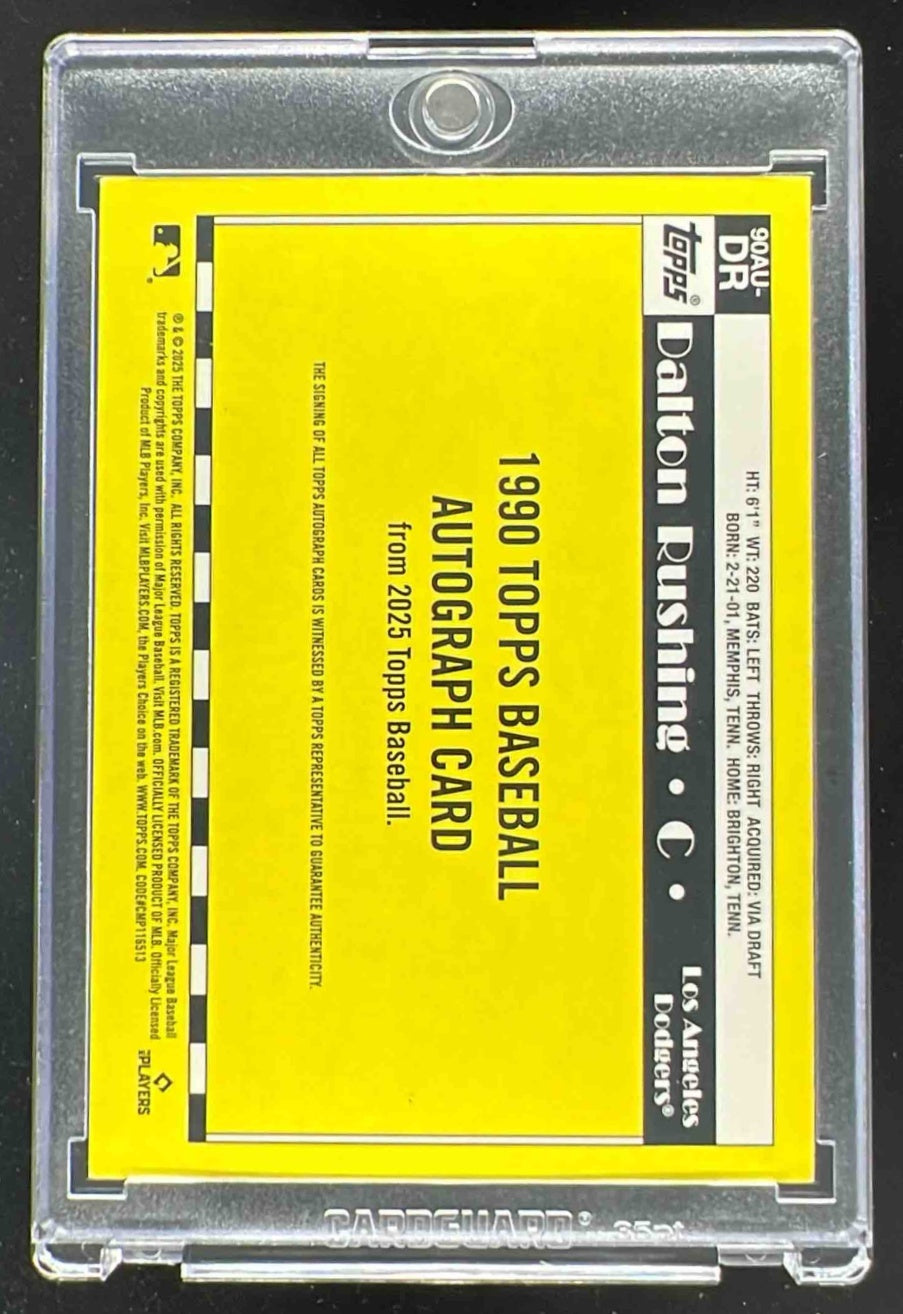 90AU-
DR
HT: 6'1" WT: 220 BATS: LEFT THROWS: RIGHT ACQUIRED: VIA DRAFT
BORN: 2-21-01, MEMPHIS, TENN. HOME: BRIGHTON, TENN.
topps®
Dalton Rushing • C •
Los Angeles
Dodgers®
1990 TOPPS BASEBALL
AUTOGRAPH CARD
from 2025 Topps Baseball.
THE SIGNING OF ALL TOPPS AUTOGRAPH CARDS IS WITNESSED BY A TOPPS REPRESENTATIVE TO GUARANTEE AUTHENTICITY.
℗ & © 2025 THE TOPPS COMPANY, INC. ALL RIGHTS RESERVED. TOPPS IS A REGISTERED TRADEMARK OF THE TOPPS COMPANY, INC. Major League Baseball
trademarks and copyrights are used with permission of Major League Baseball. Visit MLB.com. OFFICIALLY LICENSED PRODUCT OF MLB. Officially Licensed
Product of MLB Players, Inc. Visit MLBPLAYERS.COM, the Players Choice on the web. WWW.TOPPS.COM. CODE#CMP116513
PLAYERS
CARDGUARD® 35pt